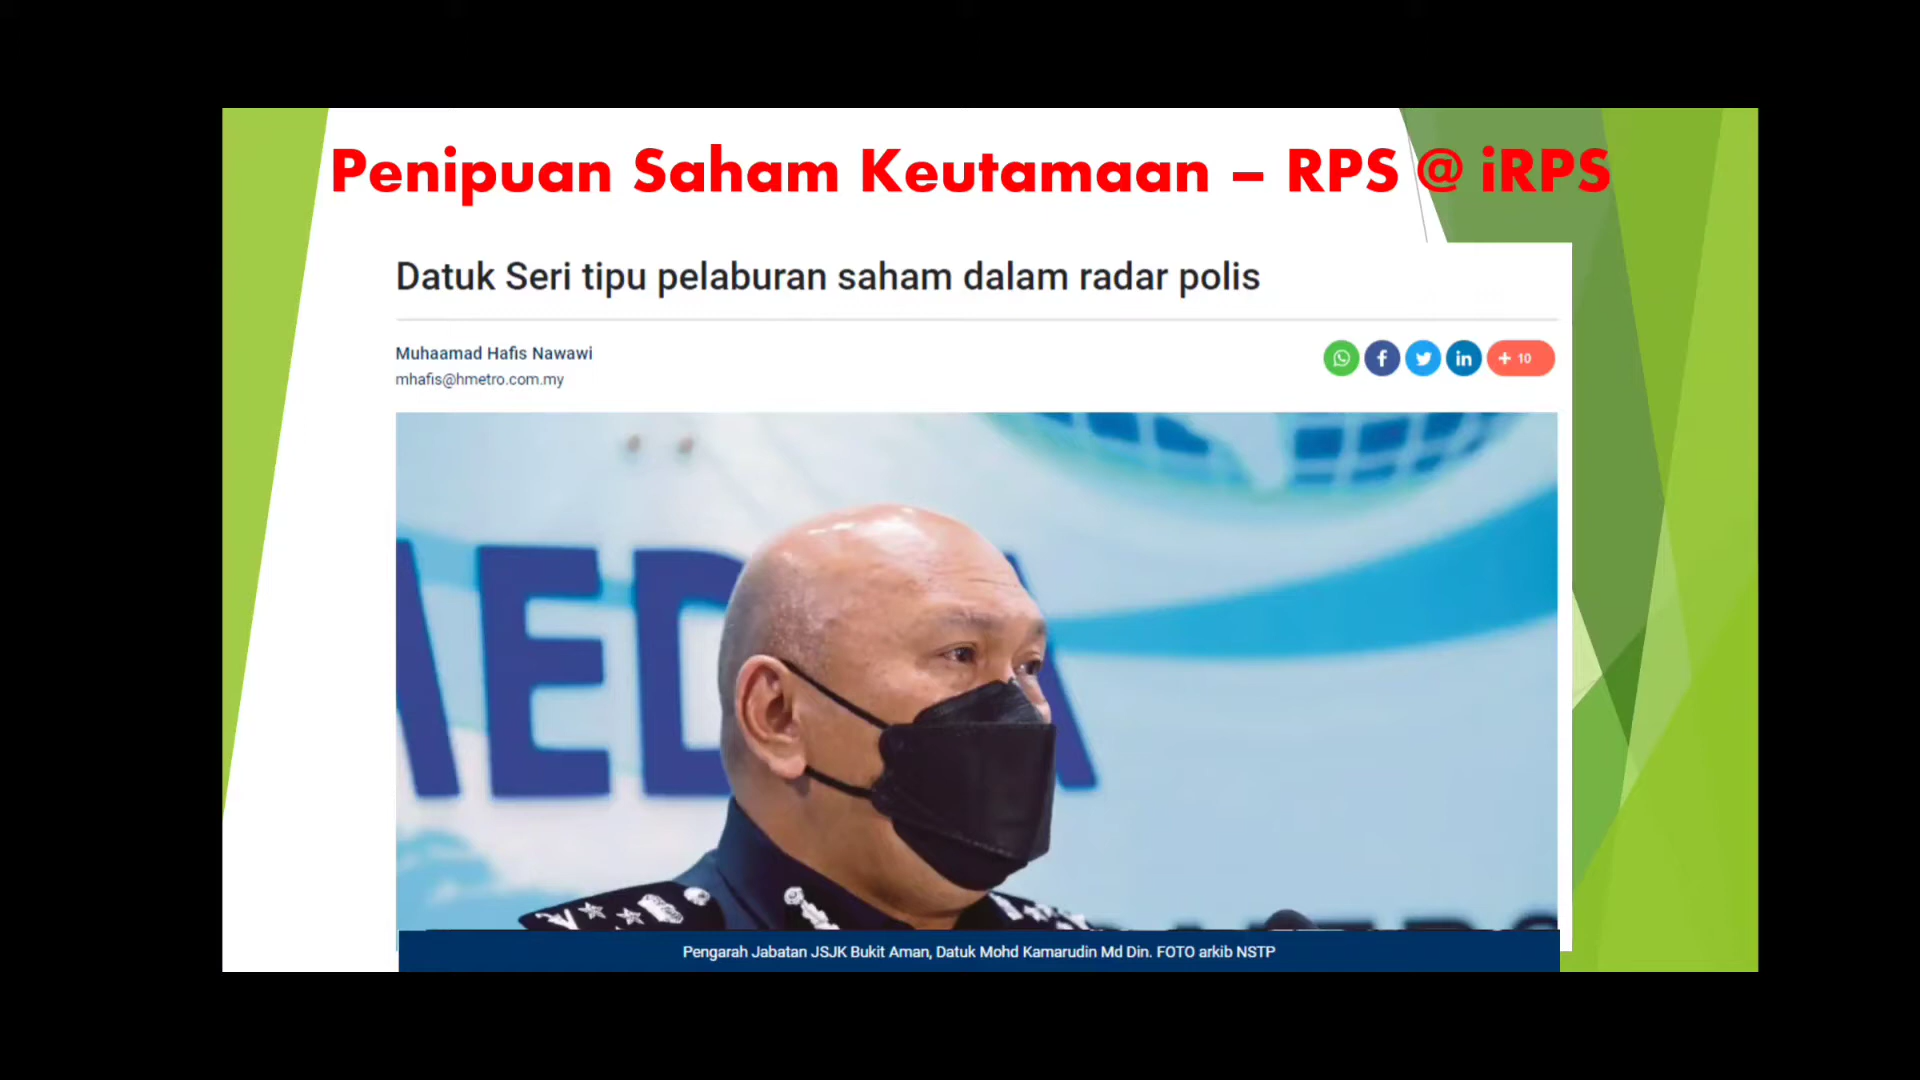 Penipuan Saham Keutamaan – RPS @ iRPS
Datuk Seri tipu pelaburan saham dalam radar polis
Muhaamad Hafis Nawawi
mhafis@hmetro.com.my
+ 10
Pengarah Jabatan JSJK Bukit Aman, Datuk Mohd Kamarudin Md Din. FOTO arkib NSTP